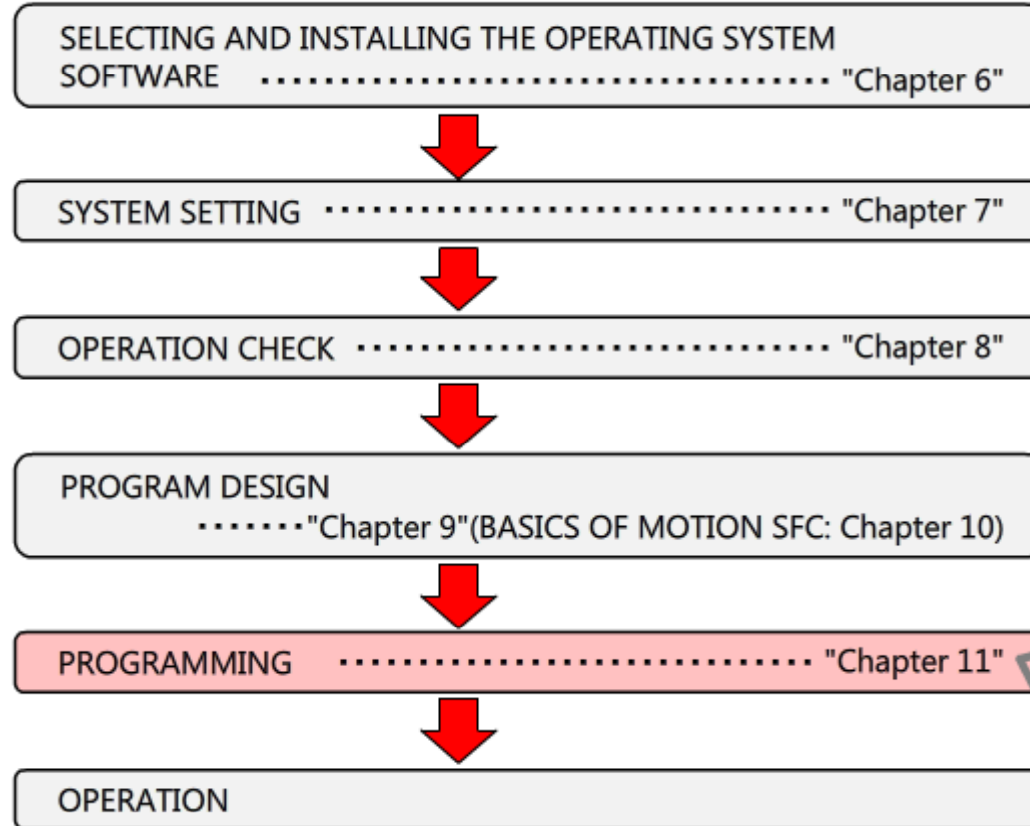 SELECTING AND INSTALLING THE OPERATING SYSTEM
SOFTWARE ································· "Chapter 6"
SYSTEM SETTING ································· "Chapter 7"
OPERATION CHECK ······························ "Chapter 8"
PROGRAM DESIGN
·······"Chapter 9"(BASICS OF MOTION SFC: Chapter 10)
PROGRAMMING ······························ "Chapter 11"
OPERATION